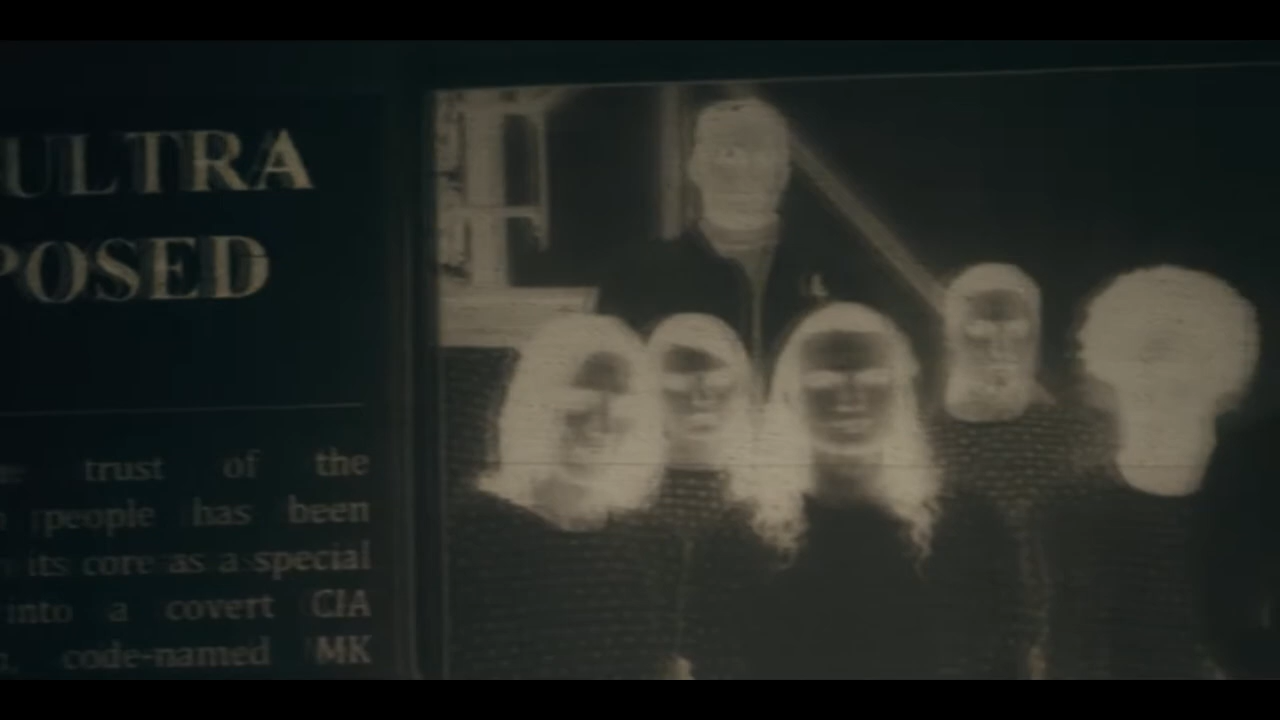 ULTRA
POSED
trust of the
people has been
its core as a special
into a covert CIA
code-named MK